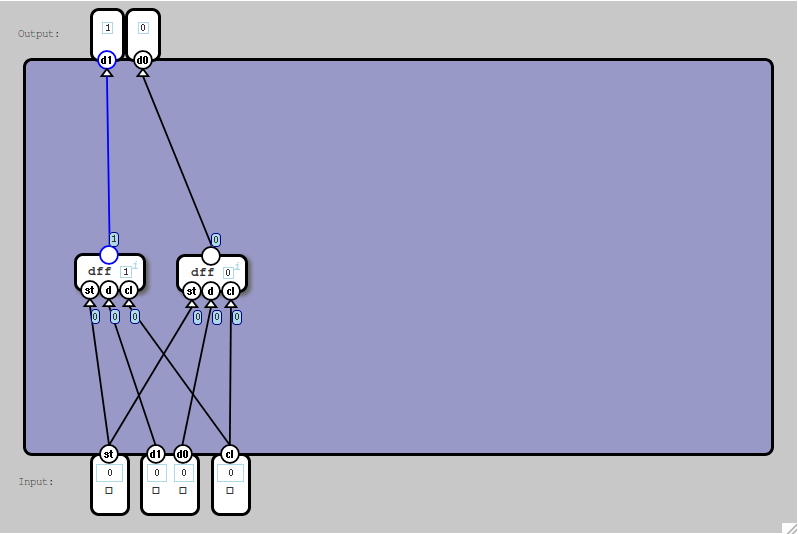 Output:
1 0
d1 d0
1 0
dff 1 i dff 0 i
st d cl st d cl
0 0 0 0 0 0
st d1 d0 cl
0 0 0 0
Input: